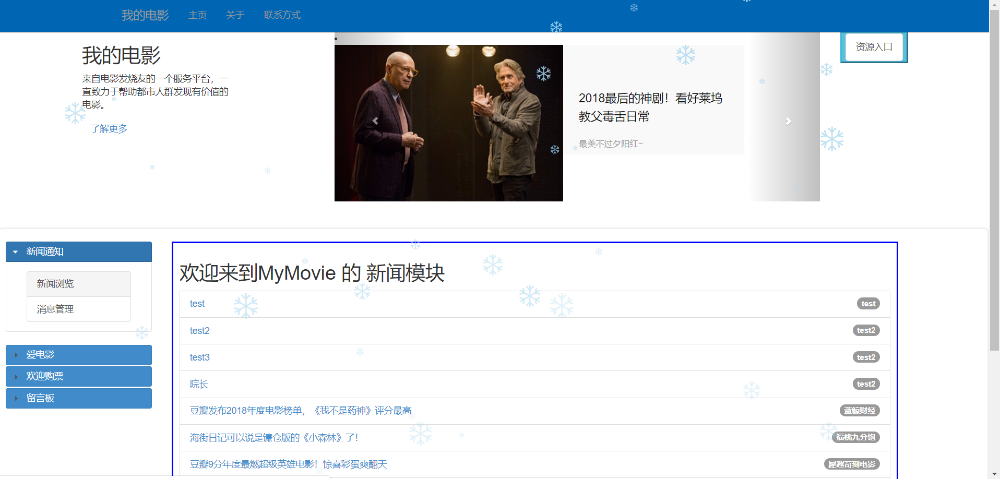 我的电影 主页 关于 联系方式
我的电影
来自电影发烧友的一个服务平台，一
直致力于帮助都市人群发现有价值的
电影。
了解更多
2018最后的神剧！看好莱坞
教父毒舌日常
最美不过夕阳红~
资源入口
新闻通知
新闻浏览
消息管理
爱电影
欢迎购票
留言板
欢迎来到MyMovie 的 新闻模块
test test
test2 test2
test3 test2
院长 test2
豆瓣发布2018年度电影榜单，《我不是药神》评分最高 蓝鲸财经
海街日记可以说是镰仓版的《小森林》了！ 福桃九分饱
豆瓣9分年度最燃超级英雄电影！惊喜彩蛋爽翻天 犀趣苛刻电影